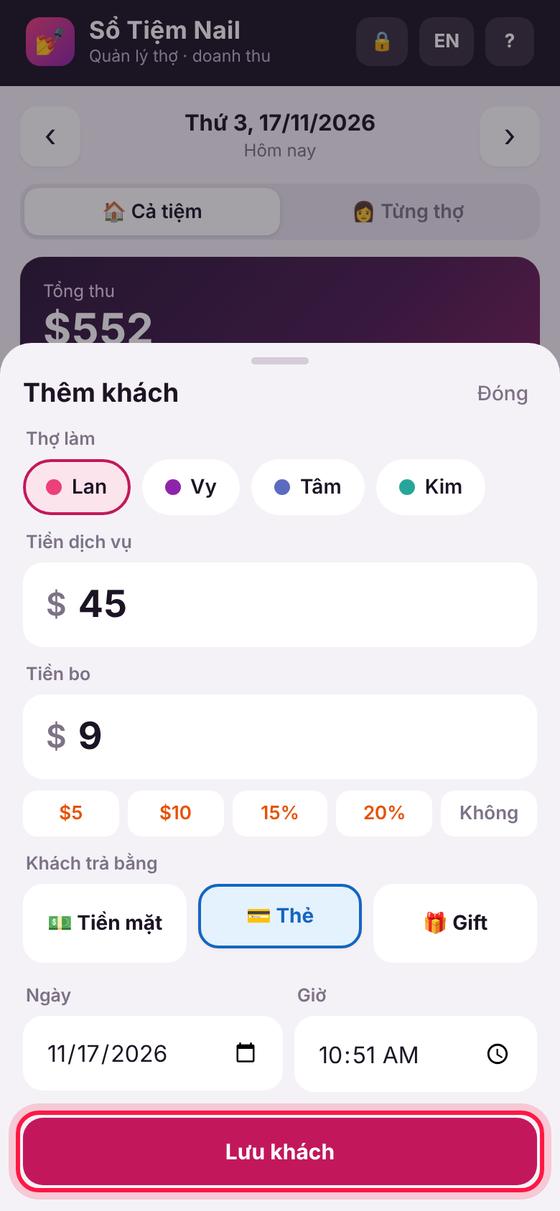 Sổ Tiệm Nail
Quản lý thợ · doanh thu
EN
?
Thứ 3, 17/11/2026
Hôm nay
Cả tiệm
Từng thợ
Tổng thu
$552
Thêm khách
Đóng
Thợ làm
Lan
Vy
Tâm
Kim
Tiền dịch vụ
$ 45
Tiền bo
$ 9
$5
$10
15%
20%
Không
Khách trả bằng
Tiền mặt
Thẻ
Gift
Ngày
Giờ
11/17/2026
10:51 AM
Lưu khách